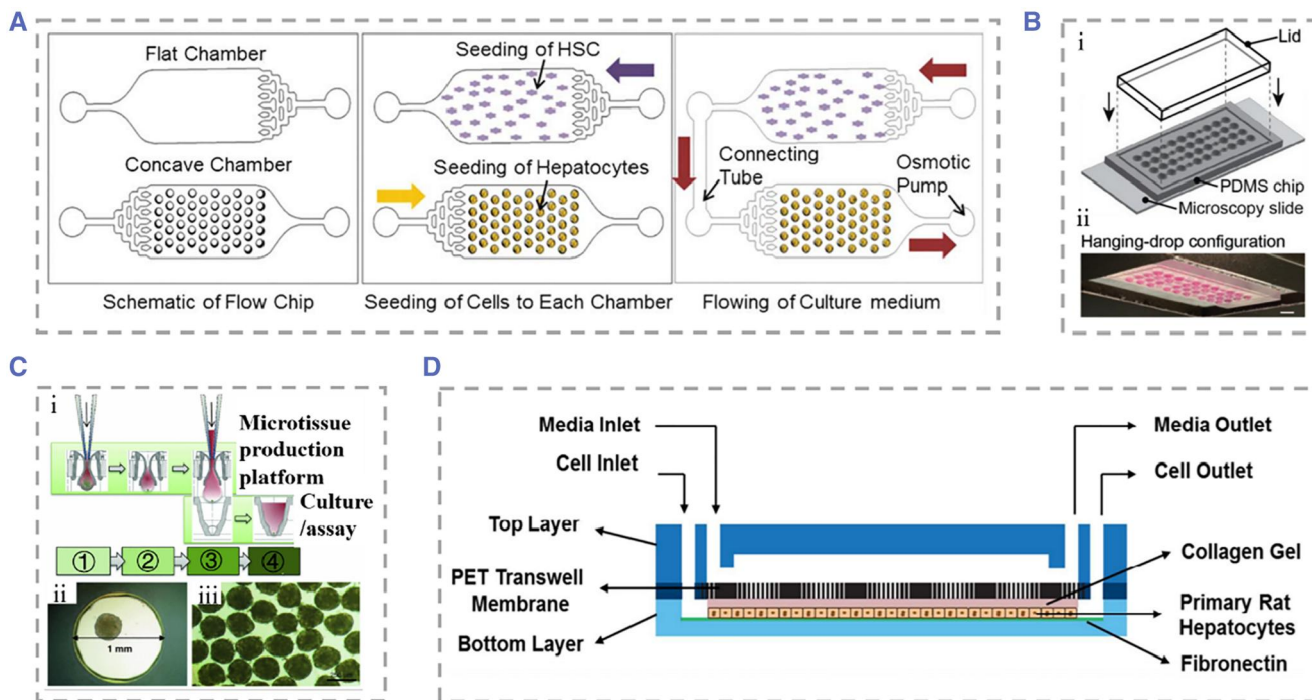 A
Flat Chamber
Concave Chamber
Schematic of Flow Chip
Seeding of HSC
Seeding of Hepatocytes
Seeding of Cells to Each Chamber
Connecting
Tube
Osmotic
Pump
Flowing of Culture medium
B
i
Lid
PDMS chip
Microscopy slide
ii
Hanging-drop configuration
C
i
Microtissue
production
platform
Culture
/assay
① ② ③ ④
ii
1 mm
iii
D
Media Inlet
Cell Inlet
Top Layer
PET Transwell
Membrane
Bottom Layer
Media Outlet
Cell Outlet
Collagen Gel
Primary Rat
Hepatocytes
Fibronectin